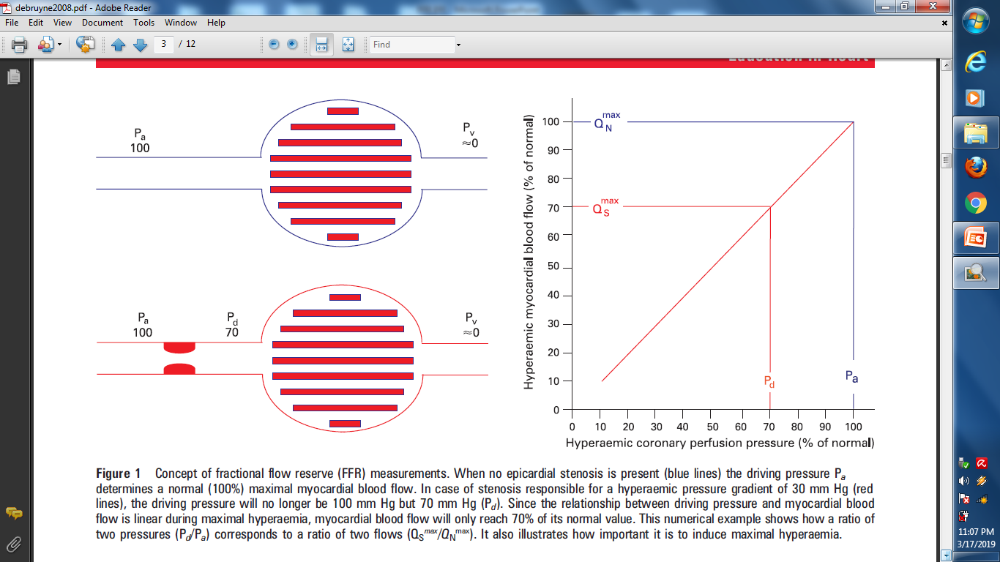 debruyne2008.pdf - Adobe Reader
File Edit View Document Tools Window Help
3 / 12
Find
Education in Heart
Pa
100
Pv
≈0
Pa
100
Pd
70
Pv
≈0
Hyperaemic myocardial blood flow (% of normal)
100
90
80
70
60
50
40
30
20
10
0
QN max
QS max
Pd
Pa
0 10 20 30 40 50 60 70 80 90 100
Hyperaemic coronary perfusion pressure (% of normal)
Figure 1 Concept of fractional flow reserve (FFR) measurements. When no epicardial stenosis is present (blue lines) the driving pressure Pa
determines a normal (100%) maximal myocardial blood flow. In case of stenosis responsible for a hyperaemic pressure gradient of 30 mm Hg (red
lines), the driving pressure will no longer be 100 mm Hg but 70 mm Hg (Pd). Since the relationship between driving pressure and myocardial blood
flow is linear during maximal hyperaemia, myocardial blood flow will only reach 70% of its normal value. This numerical example shows how a ratio of
two pressures (Pd/Pa) corresponds to a ratio of two flows (QSmax/QNmax). It also illustrates how important it is to induce maximal hyperaemia.
11:07 PM
3/17/2019